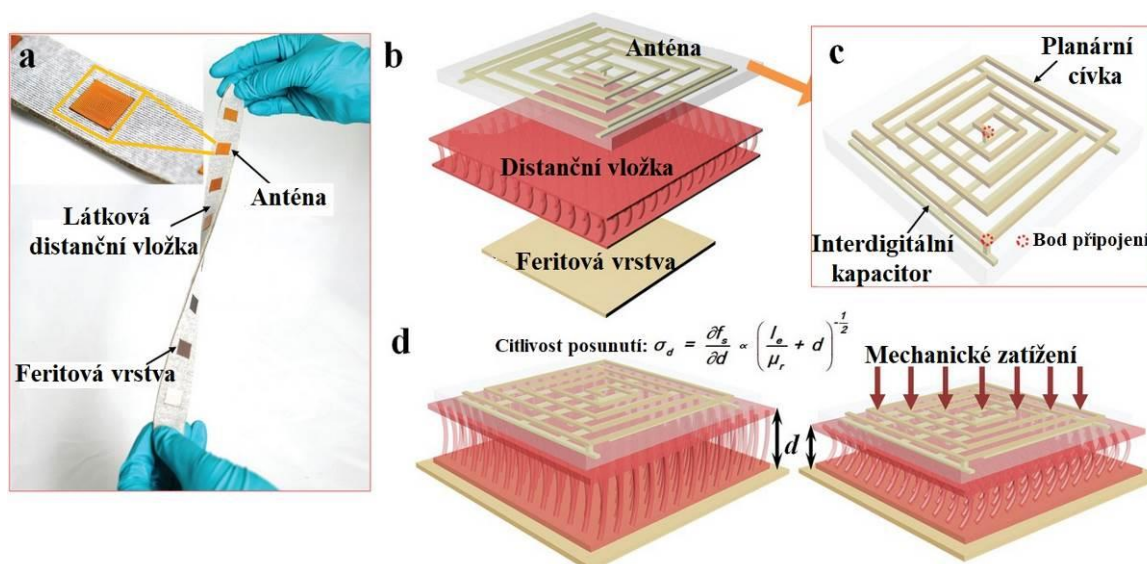 a
Anténa
Látková
distanční vložka
Feritová vrstva
b
Anténa
Distanční vložka
Feritová vrstva
c
Planární
cívka
Interdigitální
kapacitor
Bod připojení
d
Citlivost posunutí: σ_d = ∂f_s/∂d ∝ (l_e/μ_r + d)^(-1/2)
Mechanické zatížení
d